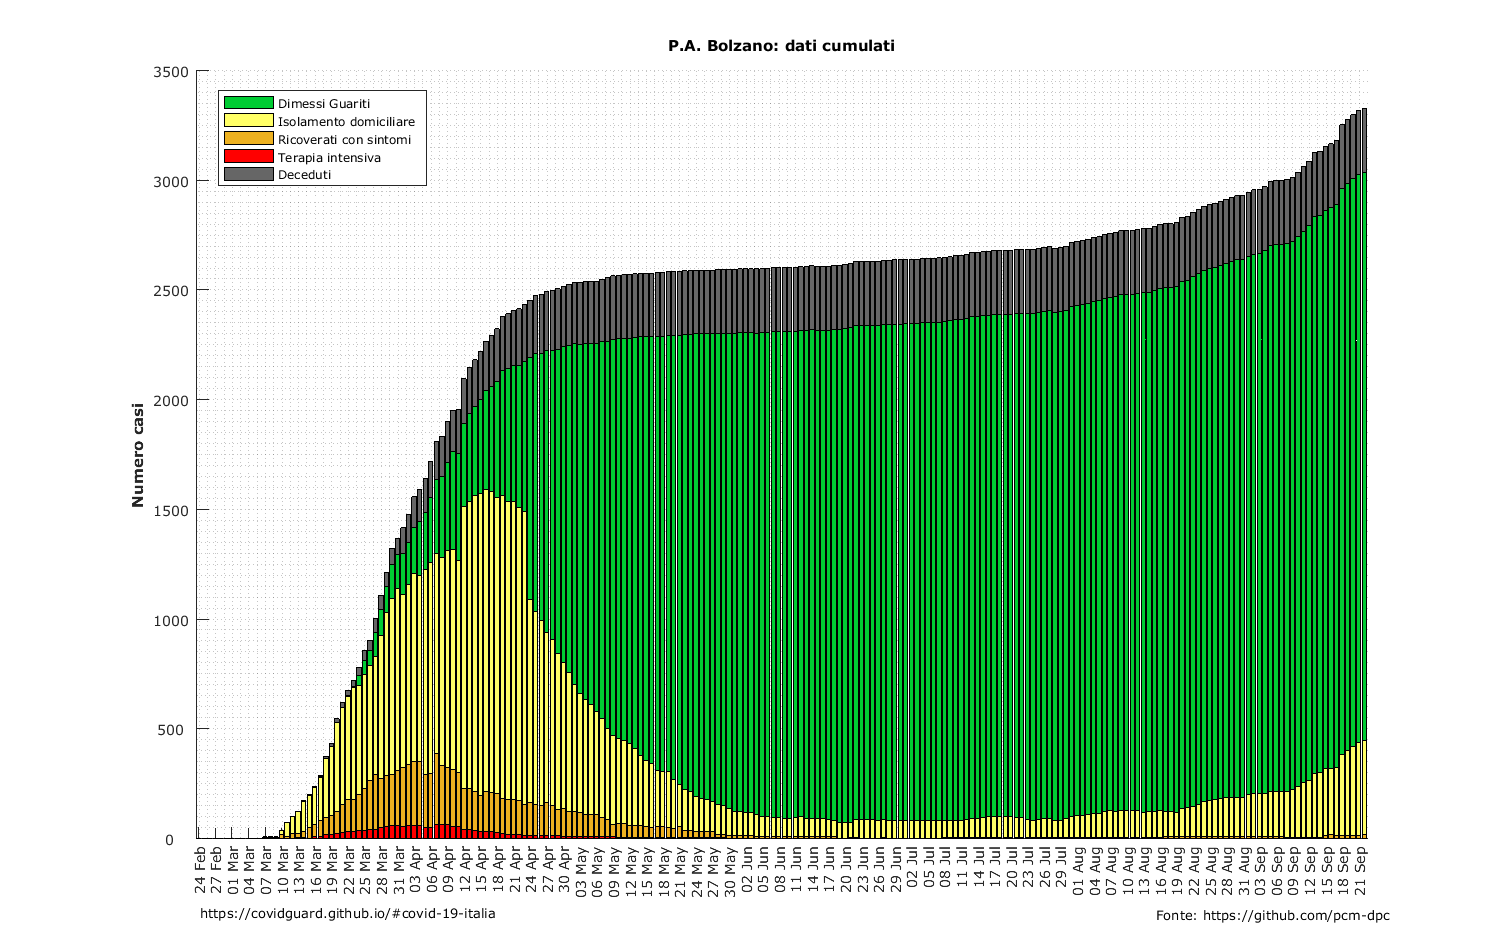 P.A. Bolzano: dati cumulati
3500
3000
2500
2000
1500
1000
500
0
Numero casi
Dimessi Guariti
Isolamento domiciliare
Ricoverati con sintomi
Terapia intensiva
Deceduti
24 Feb
27 Feb
01 Mar
04 Mar
07 Mar
10 Mar
13 Mar
16 Mar
19 Mar
22 Mar
25 Mar
28 Mar
31 Mar
03 Apr
06 Apr
09 Apr
12 Apr
15 Apr
18 Apr
21 Apr
24 Apr
27 Apr
30 Apr
03 May
06 May
09 May
12 May
15 May
18 May
21 May
24 May
27 May
30 May
02 Jun
05 Jun
08 Jun
11 Jun
14 Jun
17 Jun
20 Jun
23 Jun
26 Jun
29 Jun
02 Jul
05 Jul
08 Jul
11 Jul
14 Jul
17 Jul
20 Jul
23 Jul
26 Jul
29 Jul
01 Aug
04 Aug
07 Aug
10 Aug
13 Aug
16 Aug
19 Aug
22 Aug
25 Aug
28 Aug
31 Aug
03 Sep
06 Sep
09 Sep
12 Sep
15 Sep
18 Sep
21 Sep
https://covidguard.github.io/#covid-19-italia
Fonte: https://github.com/pcm-dpc